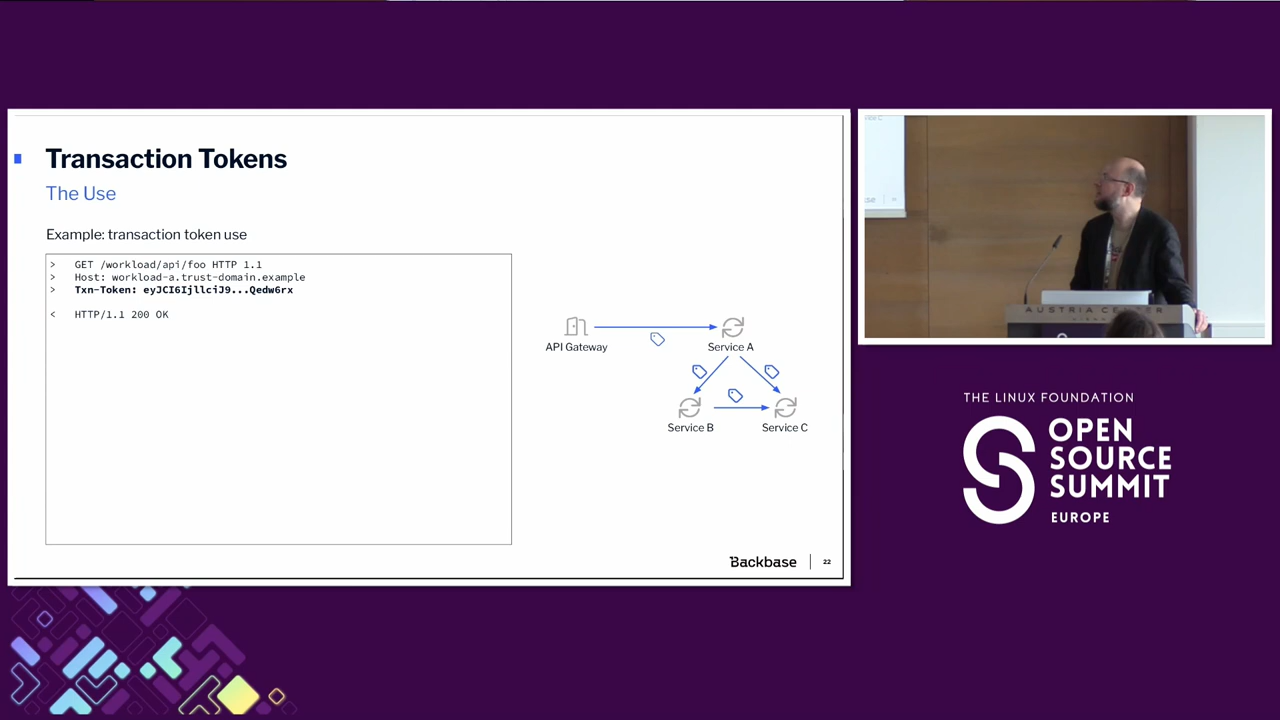 Transaction Tokens
The Use
Example: transaction token use
> GET /workload/api/foo HTTP 1.1
> Host: workload-a.trust-domain.example
> Txn-Token: eyJCI6IjllciJ9...Qedw6rx
< HTTP/1.1 200 OK
API Gateway
Service A
Service B
Service C
Backbase
22
AUSTRIA CENTER
THE LINUX FOUNDATION
OPEN
SOURCE
SUMMIT
EUROPE